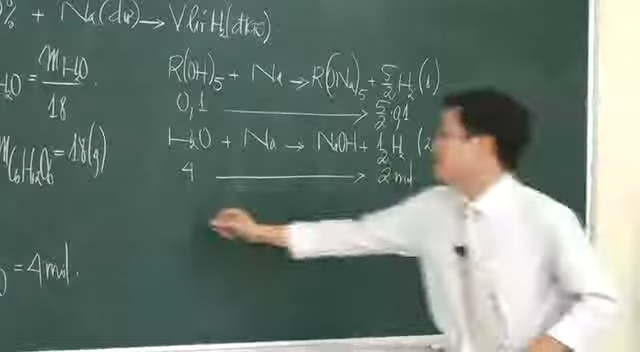 % + Na(dư) → V lít H₂(đktc)
H₂O = mH₂O / 18
R(OH)₅ + Na → R(ONa)₅ + 5/2 H₂ (1)
0,1 → 5/2 . 0,1
H₂O + Na → NaOH + 1/2 H₂ (2
mC₆H₁₂O₆ = 18(g)
4 → 2 mol
= 4 mol.